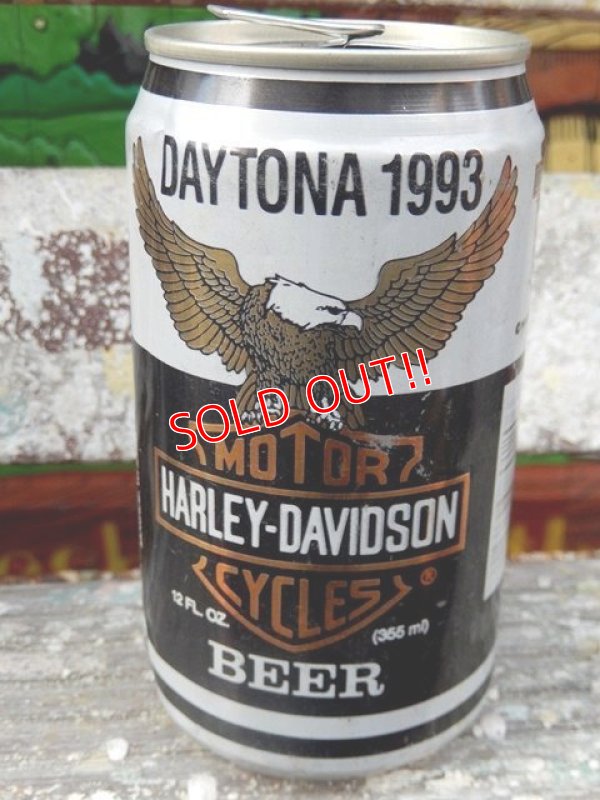 DAYTONA 1993
SOLD OUT!!
MOTOR
HARLEY-DAVIDSON
CYCLES ®
12 FL. OZ. (355 ml)
BEER